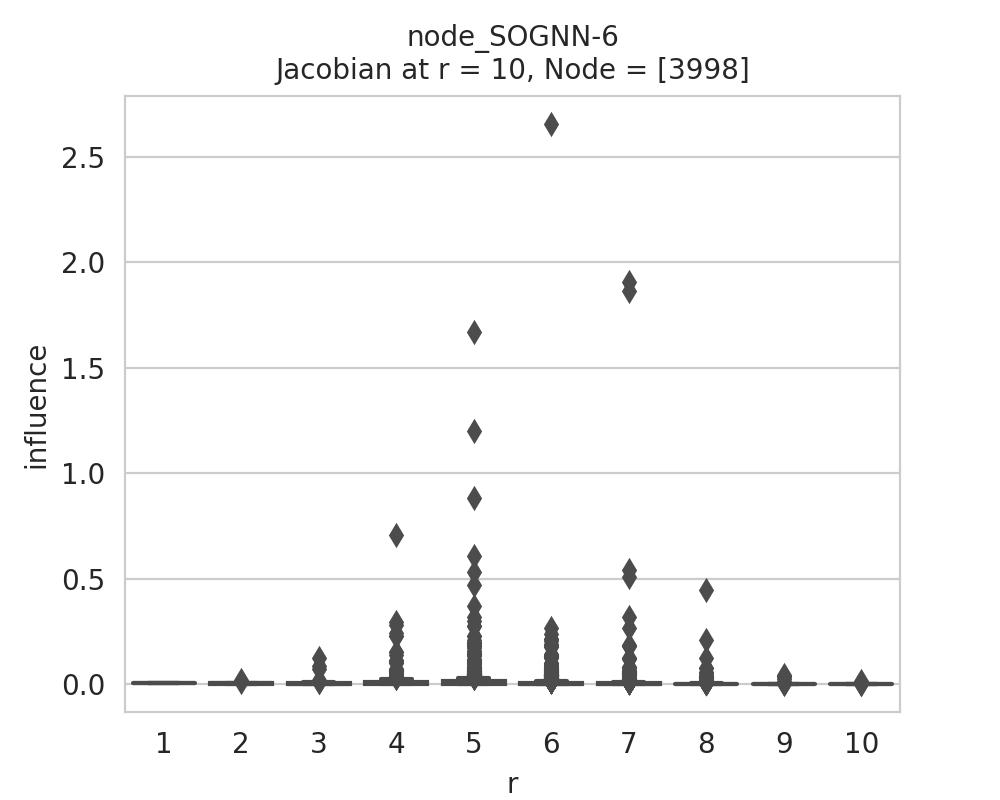 node_SOGNN-6
Jacobian at r = 10, Node = [3998]
influence
2.5
2.0
1.5
1.0
0.5
0.0
1 2 3 4 5 6 7 8 9 10
r